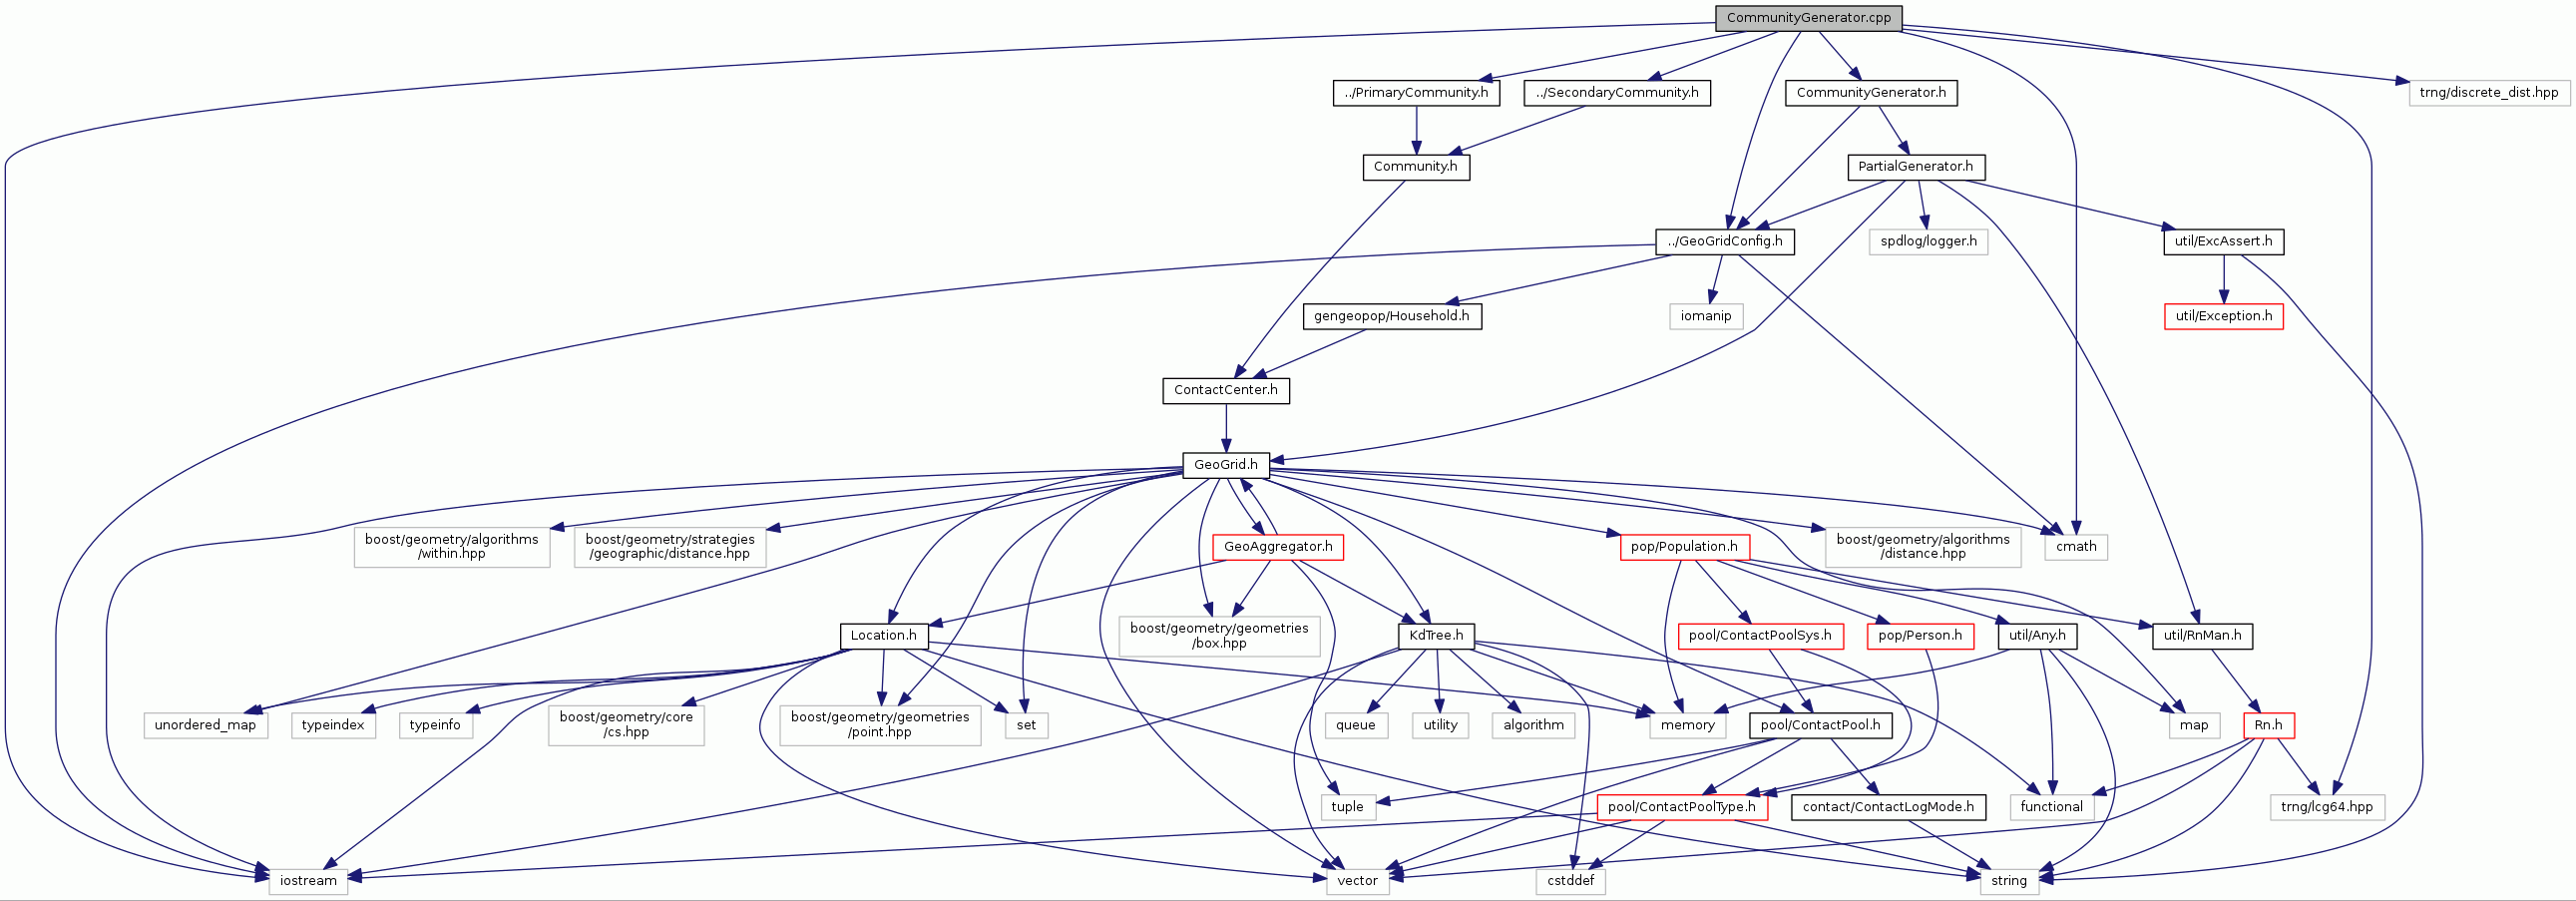 CommunityGenerator.cpp
../PrimaryCommunity.h
../SecondaryCommunity.h
CommunityGenerator.h
trng/discrete_dist.hpp
Community.h
PartialGenerator.h
../GeoGridConfig.h
spdlog/logger.h
util/ExcAssert.h
gengeopop/Household.h
iomanip
util/Exception.h
ContactCenter.h
GeoGrid.h
boost/geometry/algorithms
/within.hpp
boost/geometry/strategies
/geographic/distance.hpp
GeoAggregator.h
pop/Population.h
boost/geometry/algorithms
/distance.hpp
cmath
Location.h
boost/geometry/geometries
/box.hpp
KdTree.h
pool/ContactPoolSys.h
pop/Person.h
util/Any.h
util/RnMan.h
unordered_map
typeindex
typeinfo
boost/geometry/core
/cs.hpp
boost/geometry/geometries
/point.hpp
set
queue
utility
algorithm
memory
pool/ContactPool.h
map
Rn.h
tuple
pool/ContactPoolType.h
contact/ContactLogMode.h
functional
trng/lcg64.hpp
iostream
vector
cstddef
string